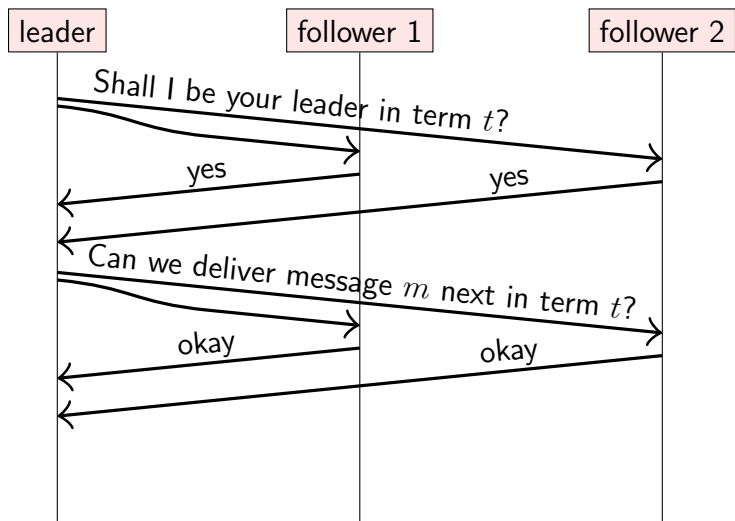 leader
follower 1
follower 2
Shall I be your leader in term t?
yes
yes
Can we deliver message m next in term t?
okay
okay